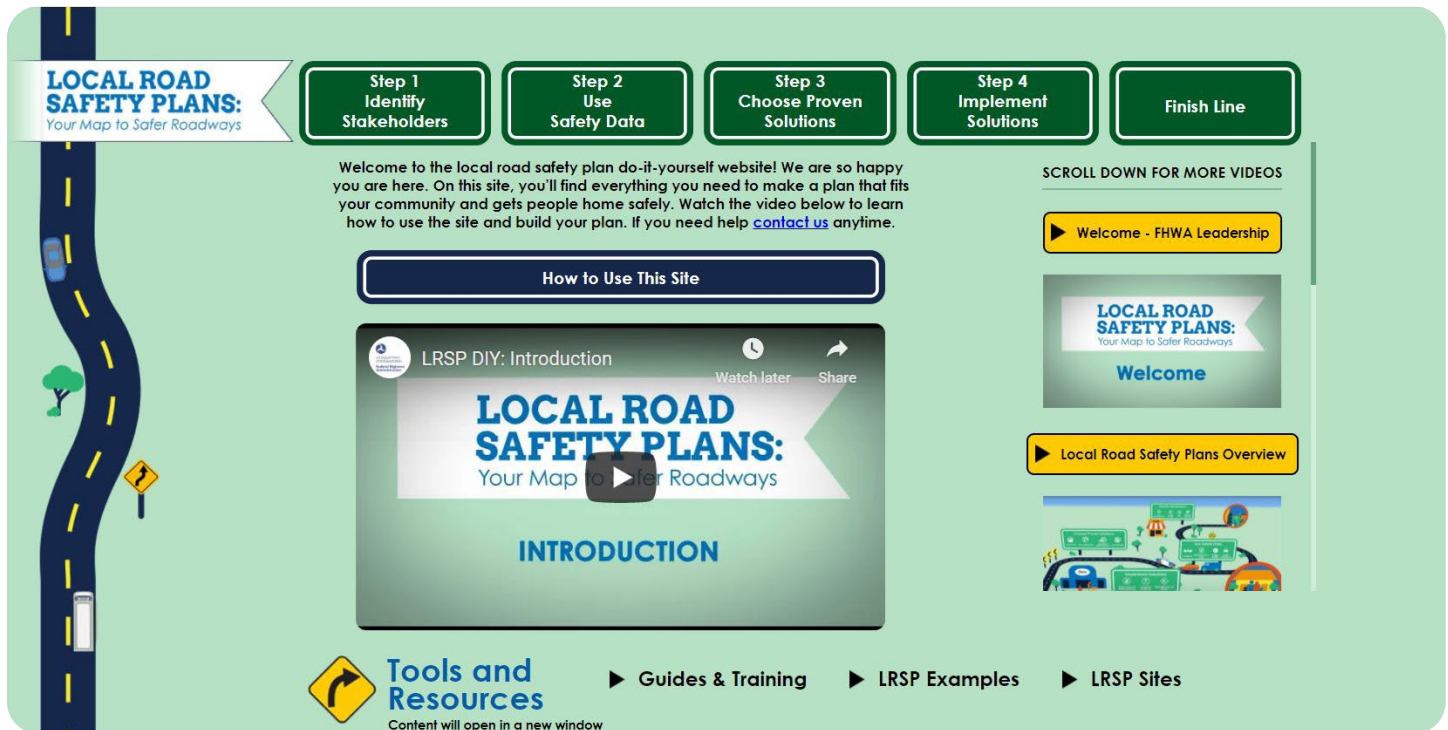 LOCAL ROAD
SAFETY PLANS:
Your Map to Safer Roadways
Step 1
Identify
Stakeholders
Step 2
Use
Safety Data
Step 3
Choose Proven
Solutions
Step 4
Implement
Solutions
Finish Line
Welcome to the local road safety plan do-it-yourself website! We are so happy
you are here. On this site, you'll find everything you need to make a plan that fits
your community and gets people home safely. Watch the video below to learn
how to use the site and build your plan. If you need help contact us anytime.
How to Use This Site
LRSP DIY: Introduction
Watch later
Share
LOCAL ROAD
SAFETY PLANS:
Your Map to Safer Roadways
INTRODUCTION
SCROLL DOWN FOR MORE VIDEOS
Welcome - FHWA Leadership
LOCAL ROAD
SAFETY PLANS:
Your Map to Safer Roadways
Welcome
Local Road Safety Plans Overview
Tools and
Resources
Content will open in a new window
Guides & Training
LRSP Examples
LRSP Sites